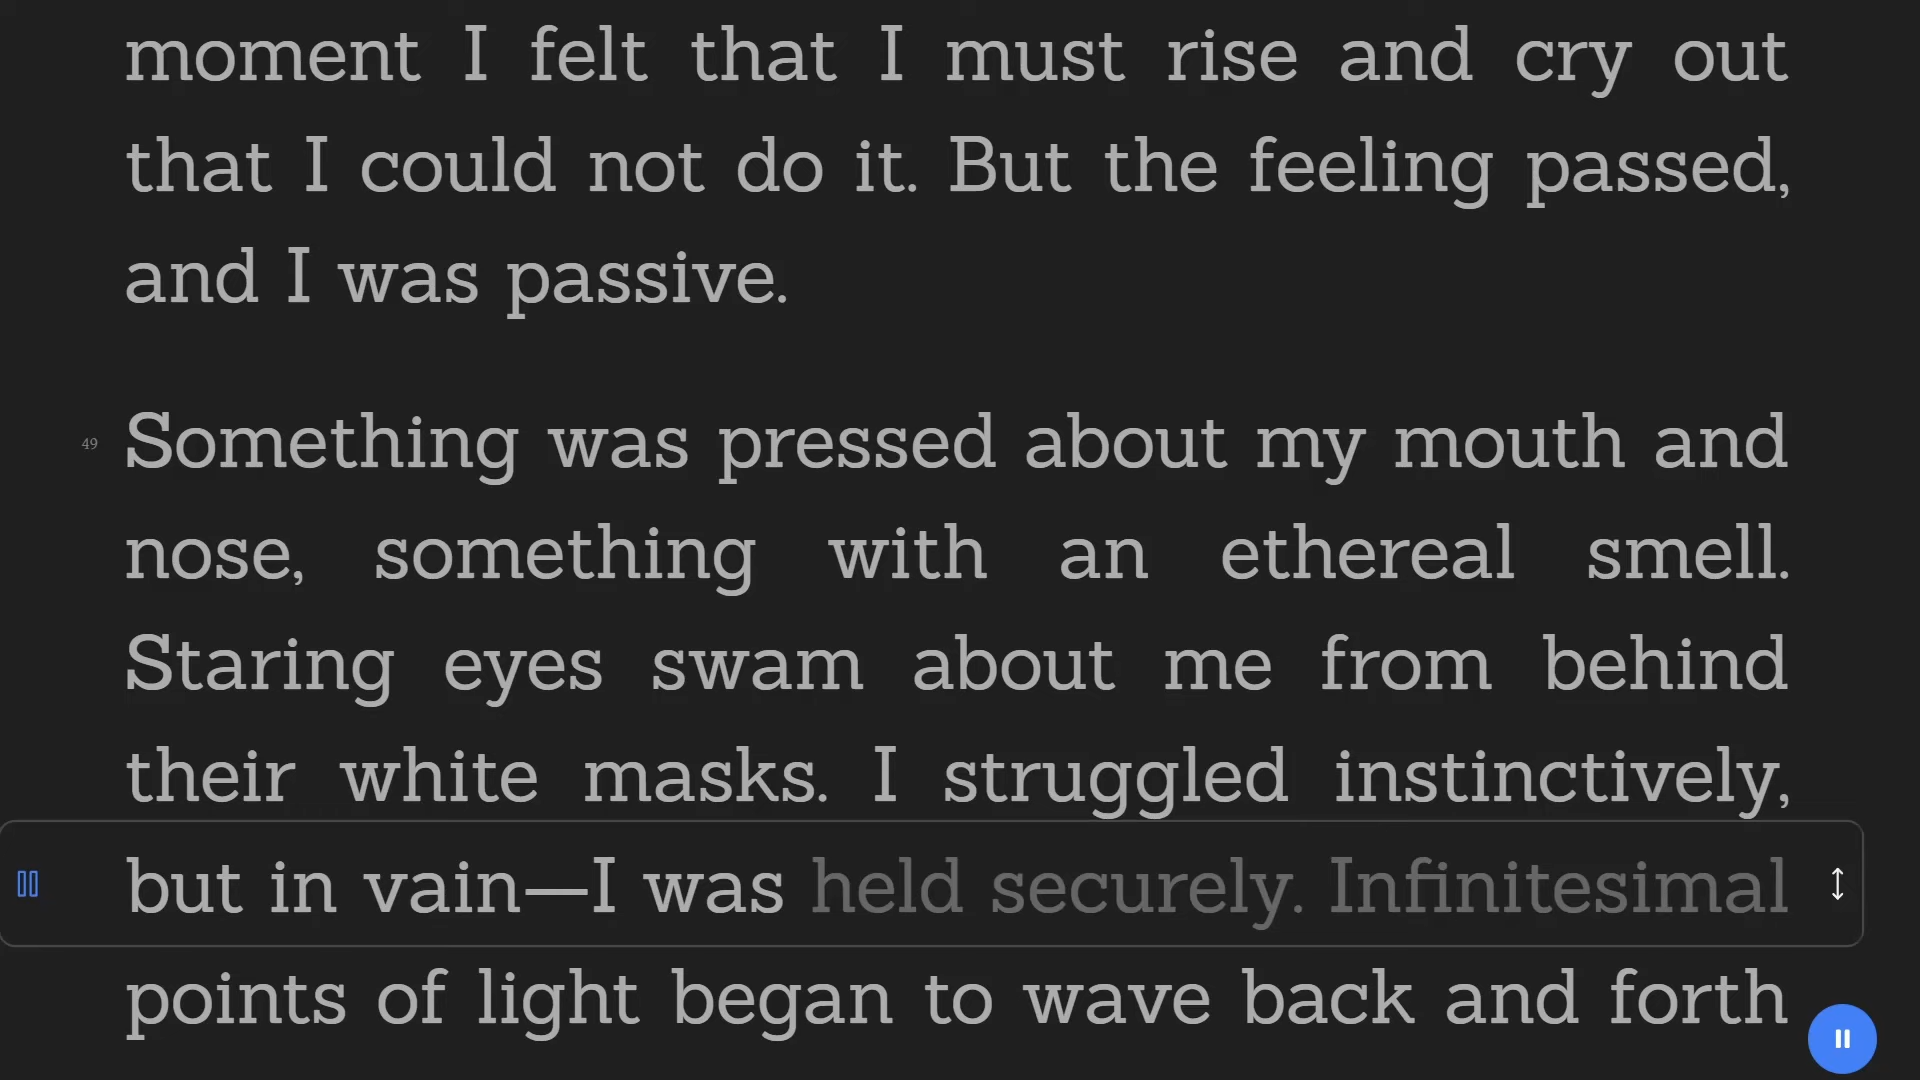 moment I felt that I must rise and cry out
that I could not do it. But the feeling passed,
and I was passive.
49
Something was pressed about my mouth and
nose, something with an ethereal smell.
Staring eyes swam about me from behind
their white masks. I struggled instinctively,
but in vain—I was held securely. Infinitesimal
points of light began to wave back and forth